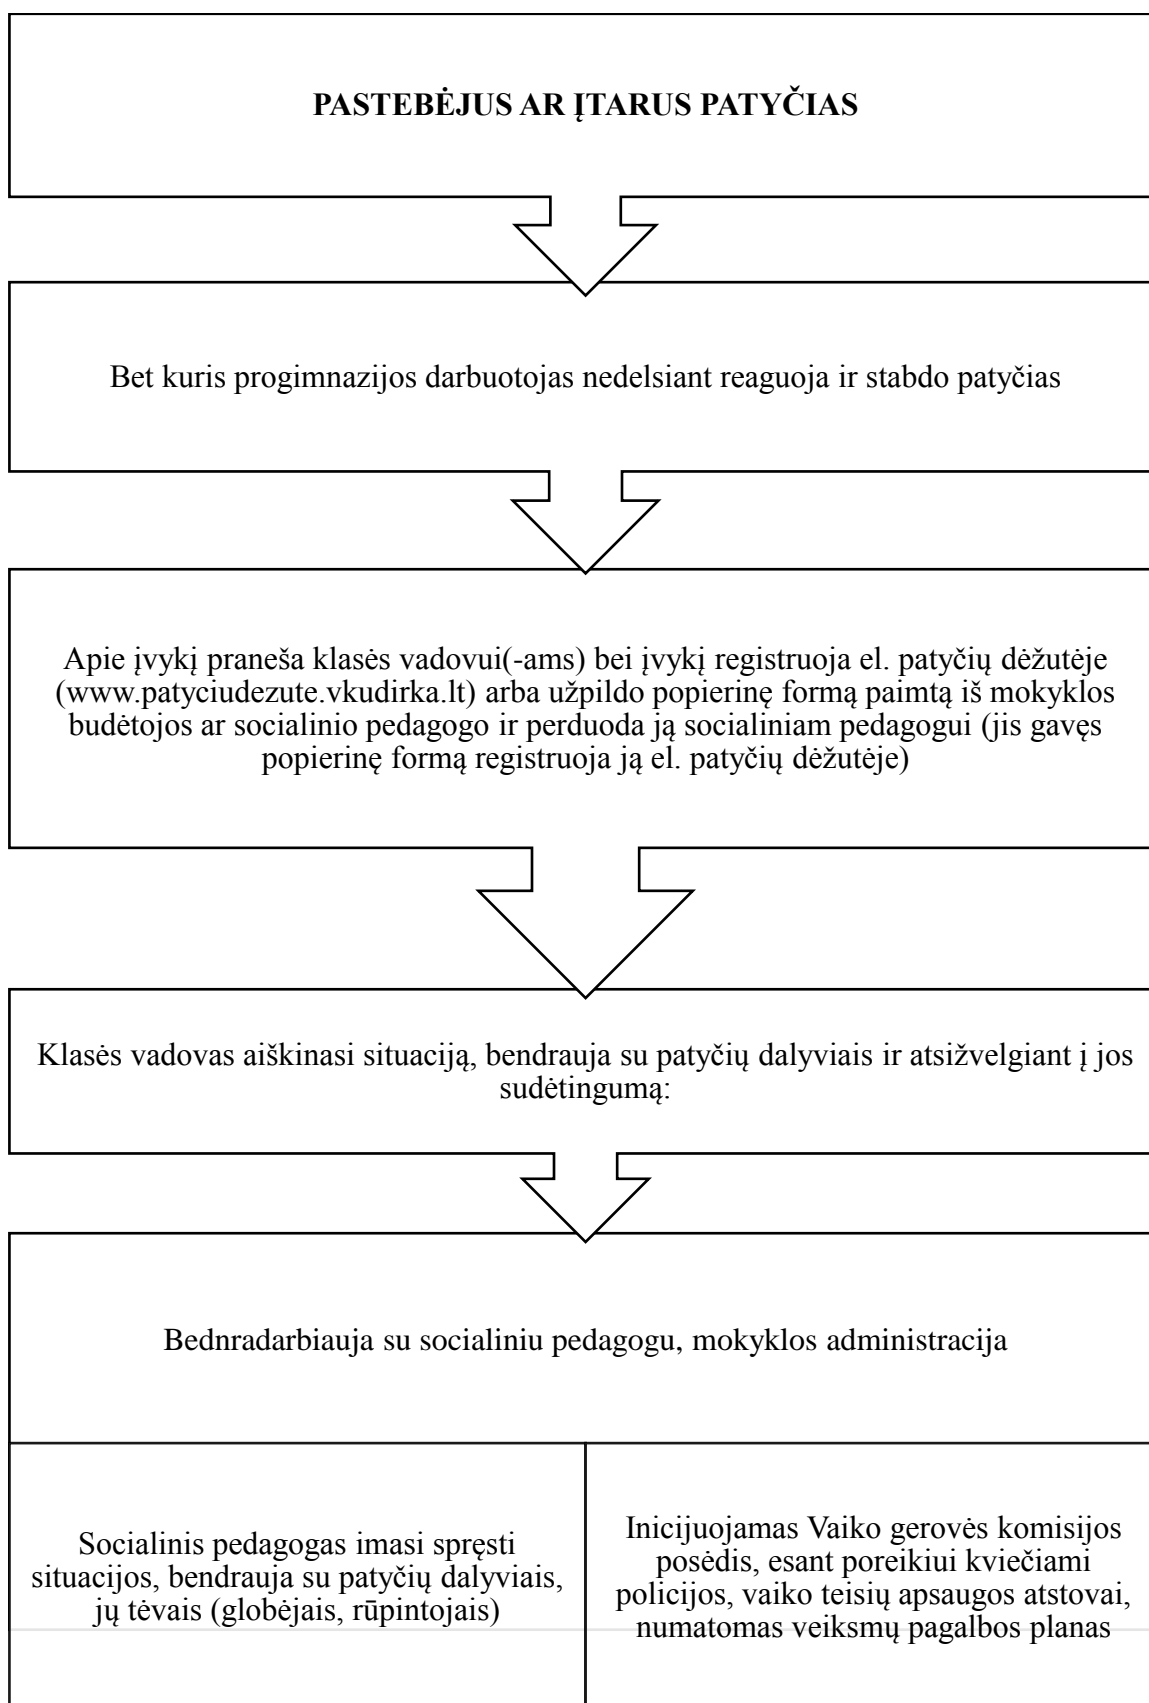 PASTEBĖJUS AR ĮTARUS PATYČIAS
Bet kuris progimnazijos darbuotojas nedelsiant reaguoja ir stabdo patyčias
Apie įvykį praneša klasės vadovui(-ams) bei įvykį registruoja el. patyčių dėžutėje
(www.patyciudezute.vkudirka.lt) arba užpildo popierinę formą paimtą iš mokyklos
budėtojos ar socialinio pedagogo ir perduoda ją socialiniam pedagogui (jis gavęs
popierinę formą registruoja ją el. patyčių dėžutėje)
Klasės vadovas aiškinasi situaciją, bendrauja su patyčių dalyviais ir atsižvelgiant į jos
sudėtingumą:
Bednradarbiauja su socialiniu pedagogu, mokyklos administracija
Socialinis pedagogas imasi spręsti
situacijos, bendrauja su patyčių dalyviais,
jų tėvais (globėjais, rūpintojais)
Inicijuojamas Vaiko gerovės komisijos
posėdis, esant poreikiui kviečiami
policijos, vaiko teisių apsaugos atstovai,
numatomas veiksmų pagalbos planas